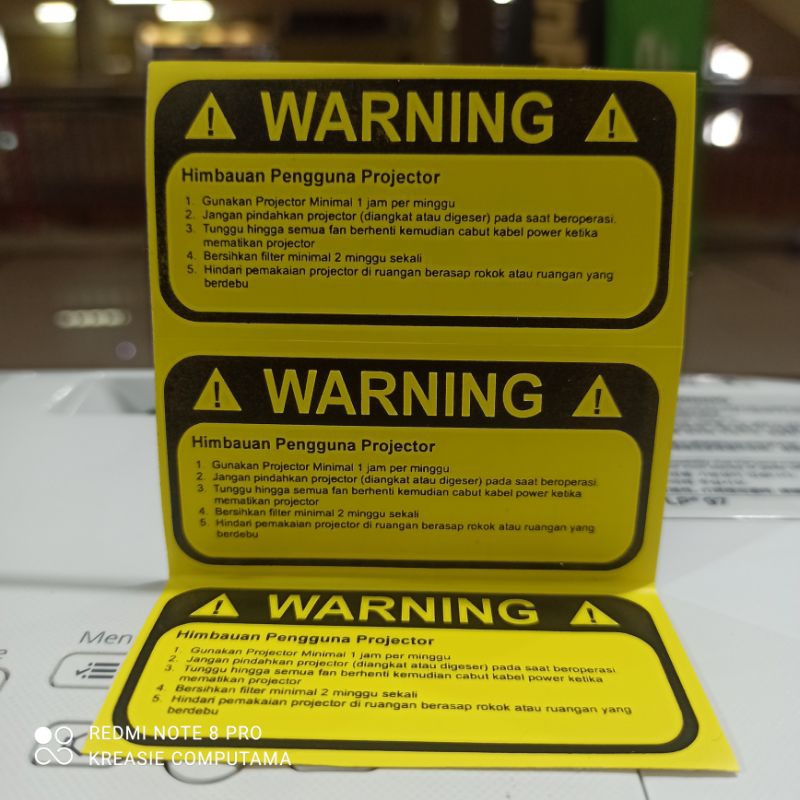 WARNING
Himbauan Pengguna Projector
1. Gunakan Projector Minimal 1 jam per minggu
2. Jangan pindahkan projector (diangkat atau digeser) pada saat beroperasi.
3. Tunggu hingga semua fan berhenti kemudian cabut kabel power ketika
mematikan projector
4. Bersihkan filter minimal 2 minggu sekali
5. Hindari pemakaian projector di ruangan berasap rokok atau ruangan yang
berdebu
WARNING
Himbauan Pengguna Projector
1. Gunakan Projector Minimal 1 jam per minggu
2. Jangan pindahkan projector (diangkat atau digeser) pada saat beroperasi.
3. Tunggu hingga semua fan berhenti kemudian cabut kabel power ketika
mematikan projector
4. Bersihkan filter minimal 2 minggu sekali
5. Hindari pemakaian projector di ruangan berasap rokok atau ruangan yang
berdebu
WARNING
Himbauan Pengguna Projector
1. Gunakan Projector Minimal 1 jam per minggu
2. Jangan pindahkan projector (diangkat atau digeser) pada saat beroperasi.
3. Tunggu hingga semua fan berhenti kemudian cabut kabel power ketika
mematikan projector
4. Bersihkan filter minimal 2 minggu sekali
5. Hindari pemakaian projector di ruangan berasap rokok atau ruangan yang
berdebu
Men
REDMI NOTE 8 PRO
KREASIE COMPUTAMA